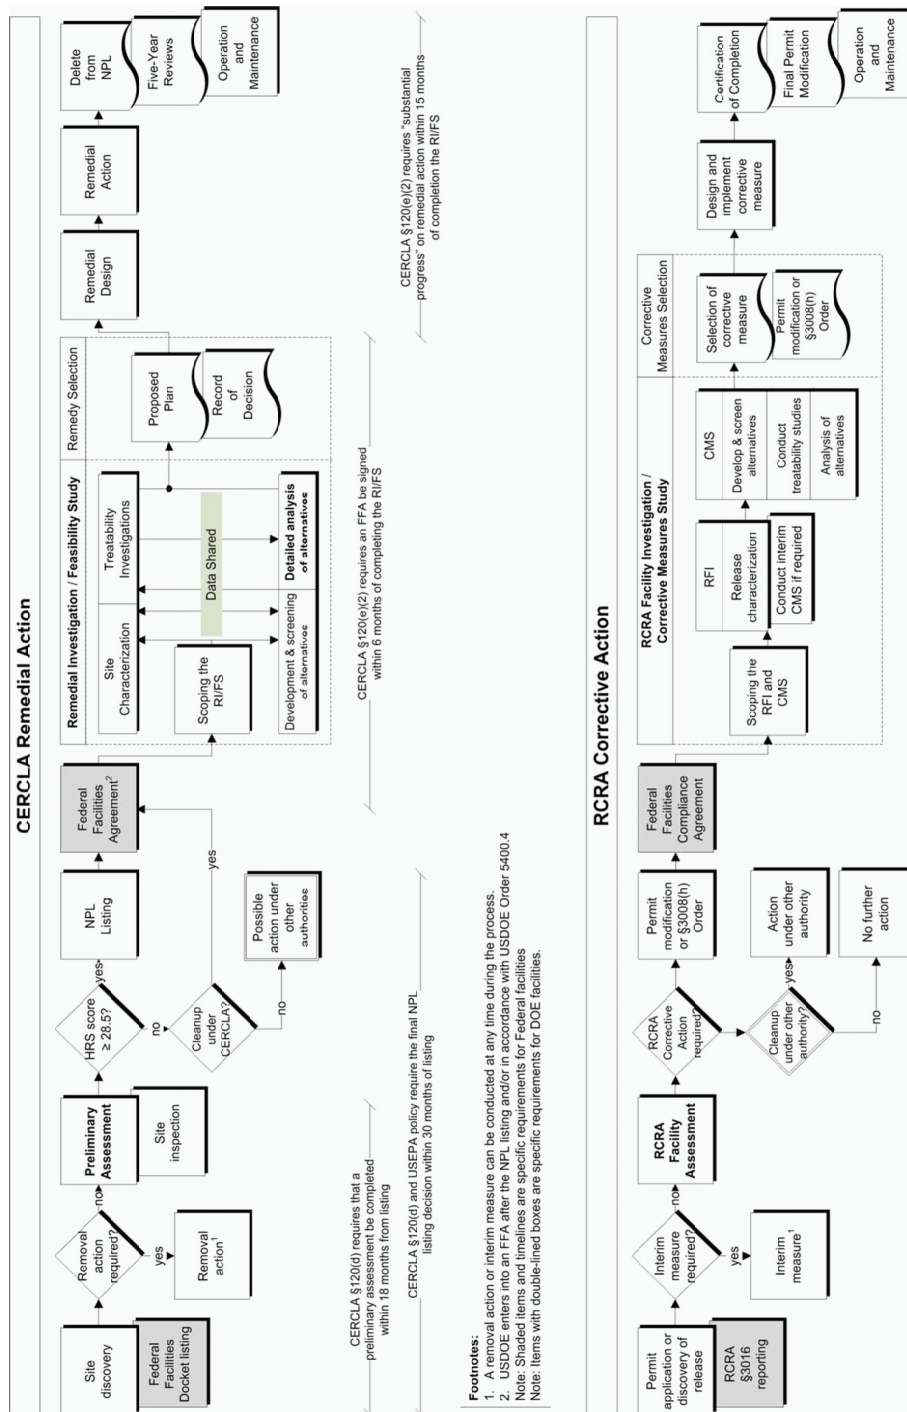 CERCLA Remedial Action
Site
discovery
Federal
Facilities
Docket listing
Removal
action
required?
yes
Removal
action1
no
Preliminary
Assessment
Site
inspection
HRS score
≥ 28.5?
yes
no
NPL
Listing
Cleanup
under
CERCLA?
yes
no
Possible
action under
other
authorities
Federal
Facilities
Agreement2
Remedial Investigation / Feasibility Study
Site
Characterization
Treatability
Investigations
Scoping the
RI/FS
Data Shared
Development & screening
of alternatives
Detailed analysis
of alternatives
Remedy Selection
Proposed
Plan
Record
of
Decision
Remedial
Design
Remedial
Action
Delete
from
NPL
Five-Year
Reviews
Operation
and
Maintenance
CERCLA §120(d) requires that a
preliminary assessment be completed
within 18 months from listing
CERCLA §120(d) and USEPA policy require the final NPL
listing decision within 30 months of listing
CERCLA §120(e)(2) requires an FFA be signed
within 6 months of completing the RI/FS
CERCLA §120(e)(2) requires "substantial
progress" on remedial action within 15 months
of completion the RI/FS
Footnotes:
1. A removal action or interim measure can be conducted at any time during the process.
2. USDOE enters into an FFA after the NPL listing and/or in accordance with USDOE Order 5400.4
Note: Shaded items and timelines are specific requirements for Federal facilities
Note: Items with double-lined boxes are specific requirements for DOE facilities.
RCRA Corrective Action
Permit
application or
discovery of
release
RCRA
§3016
reporting
Interim
measure
required?
yes
Interim
measure1
no
RCRA
Facility
Assessment
RCRA
Corrective
Action
required?
Permit
modification
or §3008(h)
Order
Cleanup
under other
authority?
yes
no
Action
under other
authority
No further
action
Federal
Facilities
Compliance
Agreement
RCRA Facility Investigation /
Corrective Measures Study
Scoping the
RFI and
CMS
RFI
Release
characterization
Conduct interim
CMS if required
CMS
Develop & screen
alternatives
Conduct
treatability studies
Analysis of
alternatives
Corrective
Measures Selection
Selection of
corrective
measure
Permit
modification or
§3008(h)
Order
Design and
implement
corrective
measure
Certification
of Completion
Final Permit
Modification
Operation
and
Maintenance